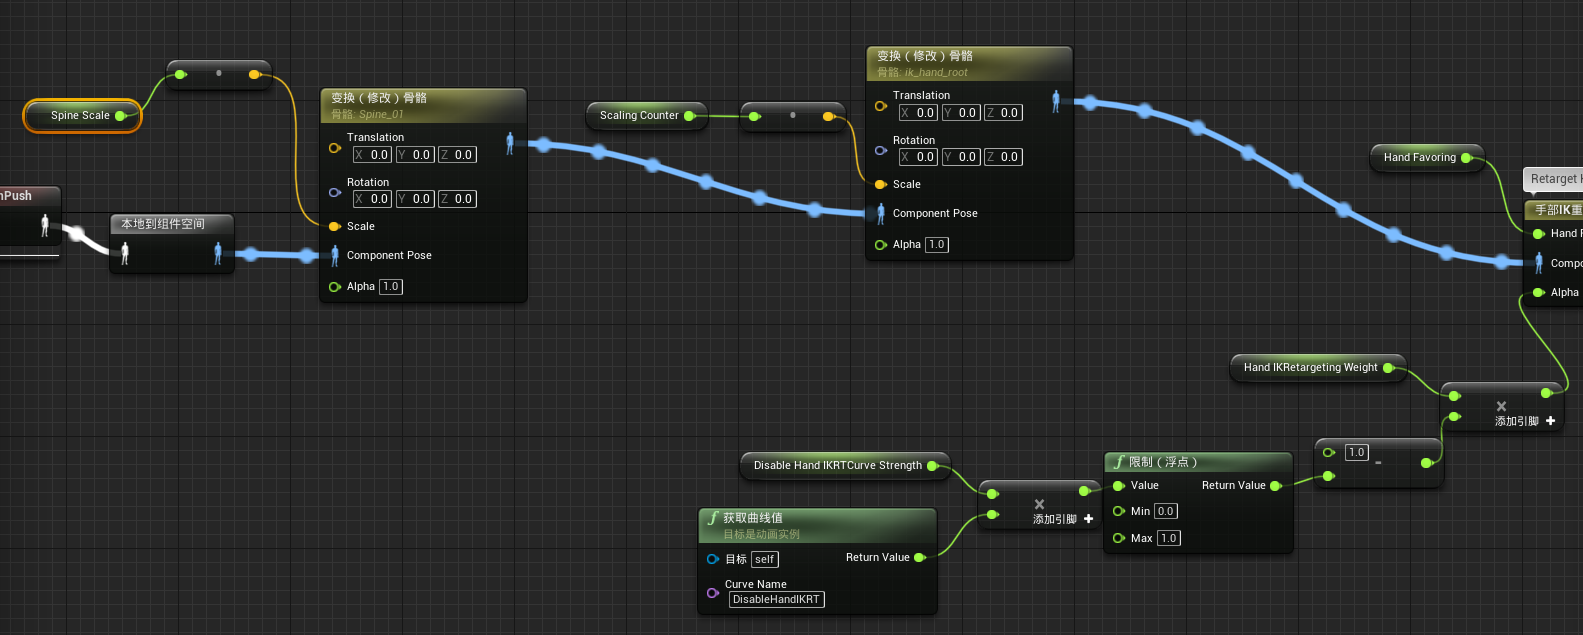 Spine Scale
nPush
本地到组件空间
变换（修改）骨骼
骨骼: Spine_01
Translation
X 0.0 Y 0.0 Z 0.0
Rotation
X 0.0 Y 0.0 Z 0.0
Scale
Component Pose
Alpha 1.0
Scaling Counter
变换（修改）骨骼
骨骼: ik_hand_root
Translation
X 0.0 Y 0.0 Z 0.0
Rotation
X 0.0 Y 0.0 Z 0.0
Scale
Component Pose
Alpha 1.0
Hand Favoring
Retarget H
手部IK重
Hand F
Compo
Alpha
Hand IKRetargeting Weight
×
添加引脚 +
Disable Hand IKRTCurve Strength
×
添加引脚 +
f 获取曲线值
目标是动画实例
目标 self
Return Value
Curve Name
DisableHandIKRT
f 限制（浮点）
Value Return Value
Min 0.0
Max 1.0
1.0
-